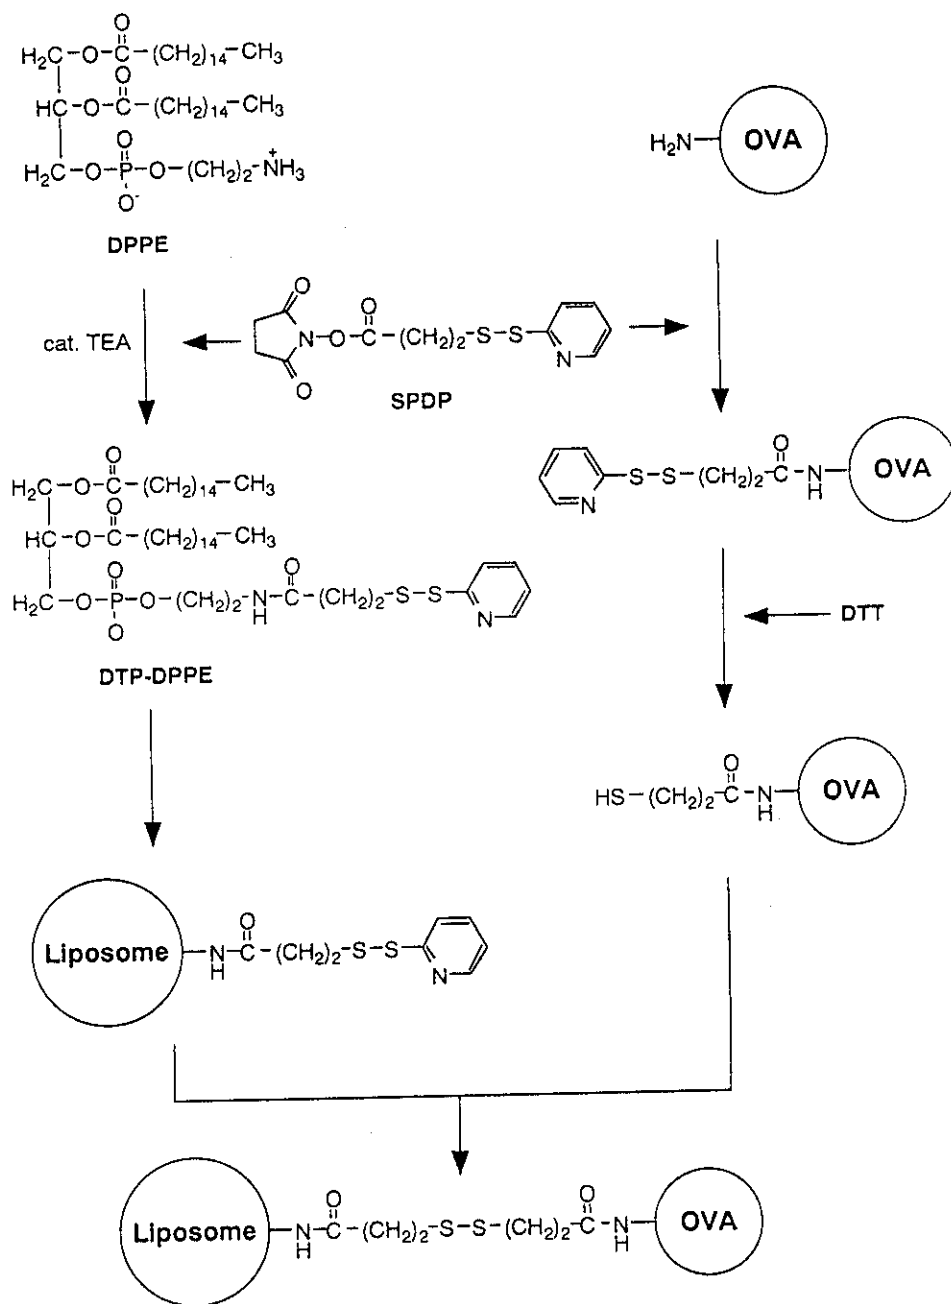 O
H₂C-O-C-(CH₂)₁₄-CH₃
O
HC-O-C-(CH₂)₁₄-CH₃
O
H₂C-O-P-O-(CH₂)₂-NH₃
+
O-
DPPE
H₂N
OVA
cat. TEA
O
N-O-C-(CH₂)₂-S-S
O
O
N
SPDP
O
H₂C-O-C-(CH₂)₁₄-CH₃
O
HC-O-C-(CH₂)₁₄-CH₃
O
H₂C-O-P-O-(CH₂)₂-N-C-(CH₂)₂-S-S
H
O
O
N
DTP-DPPE
O
S-S-(CH₂)₂-C-N
H
N
OVA
DTT
O
HS-(CH₂)₂-C-N
H
OVA
Liposome
O
N-C-(CH₂)₂-S-S
H
N
Liposome
O
O
N-C-(CH₂)₂-S-S-(CH₂)₂-C-N
H
H
OVA